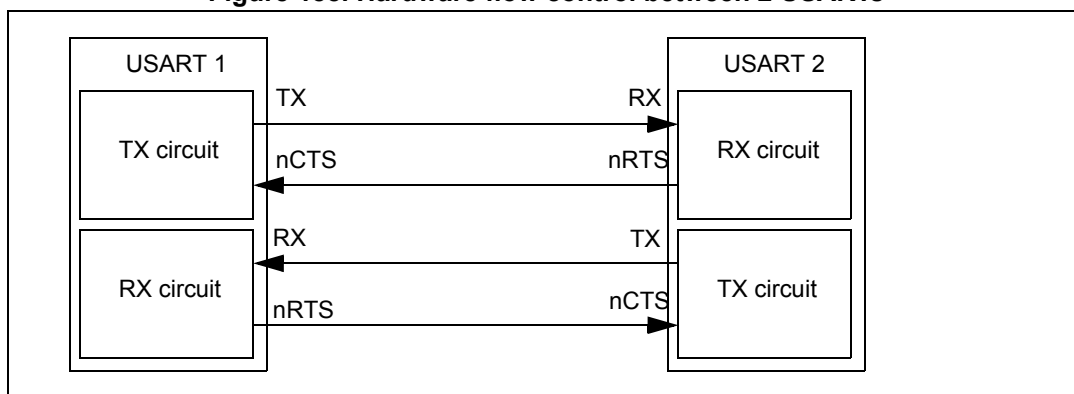 USART 1
USART 2
TX
RX
TX circuit
RX circuit
nCTS
nRTS
RX
TX
RX circuit
TX circuit
nRTS
nCTS